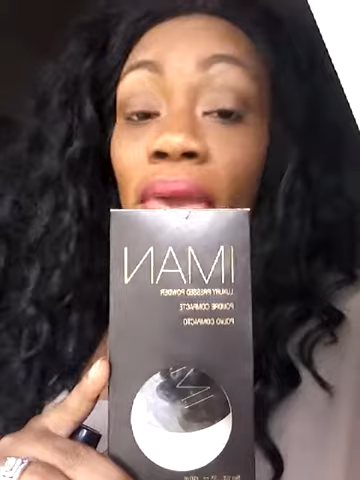 IMAN
LUXURY PRESSED POWDER
POUDRE COMPACTE
POLVO COMPACTO